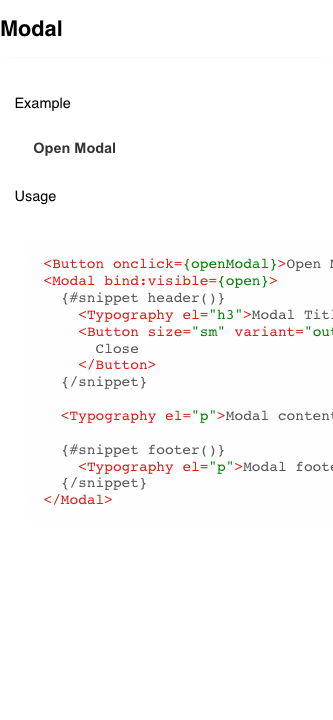 Modal
Example
Open Modal
Usage
<Button onclick={openModal}>Open
<Modal bind:visible={open}>
{#snippet header()}
<Typography el="h3">Modal
<Button size="sm" variant="out
Close
</Button>
{/snippet}
<Typography el="p">Modal content
{#snippet footer()}
<Typography el="p">Modal foote
{/snippet}
</Modal>